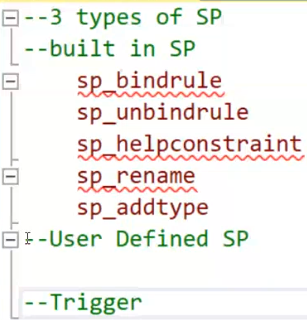 --3 types of SP
--built in SP
sp_bindrule
sp_unbindrule
sp_helpconstraint
sp_rename
sp_addtype
--User Defined SP
--Trigger